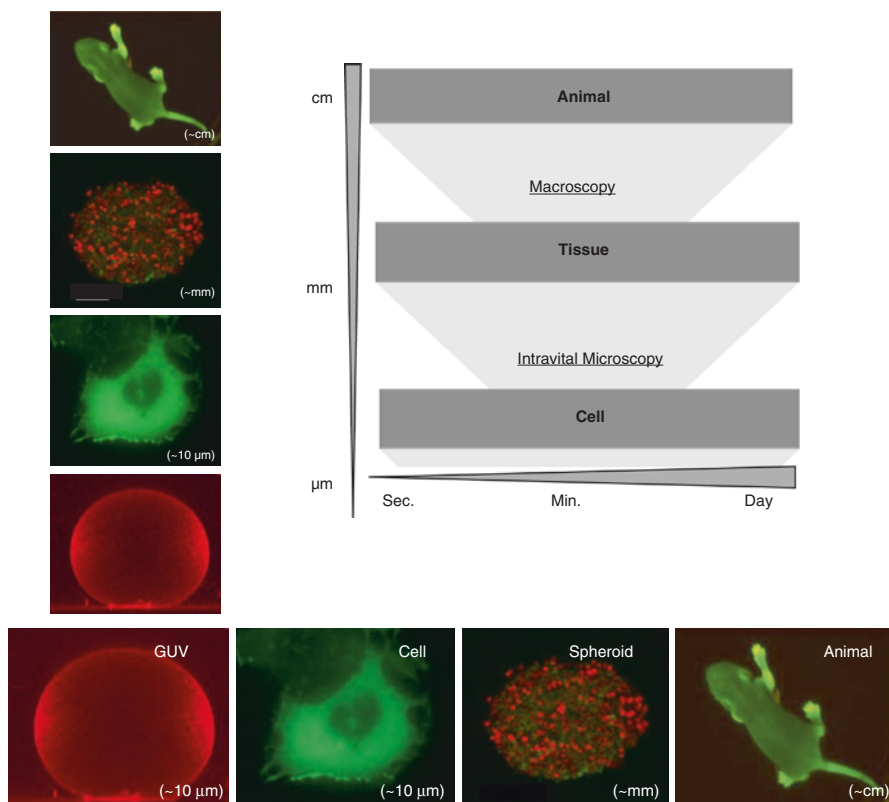 (~cm)
(~mm)
(~10 µm)
cm
mm
µm
Animal
Macroscopy
Tissue
Intravital Microscopy
Cell
Sec. Min. Day
GUV
(~10 µm)
Cell
(~10 µm)
Spheroid
(~mm)
Animal
(~cm)